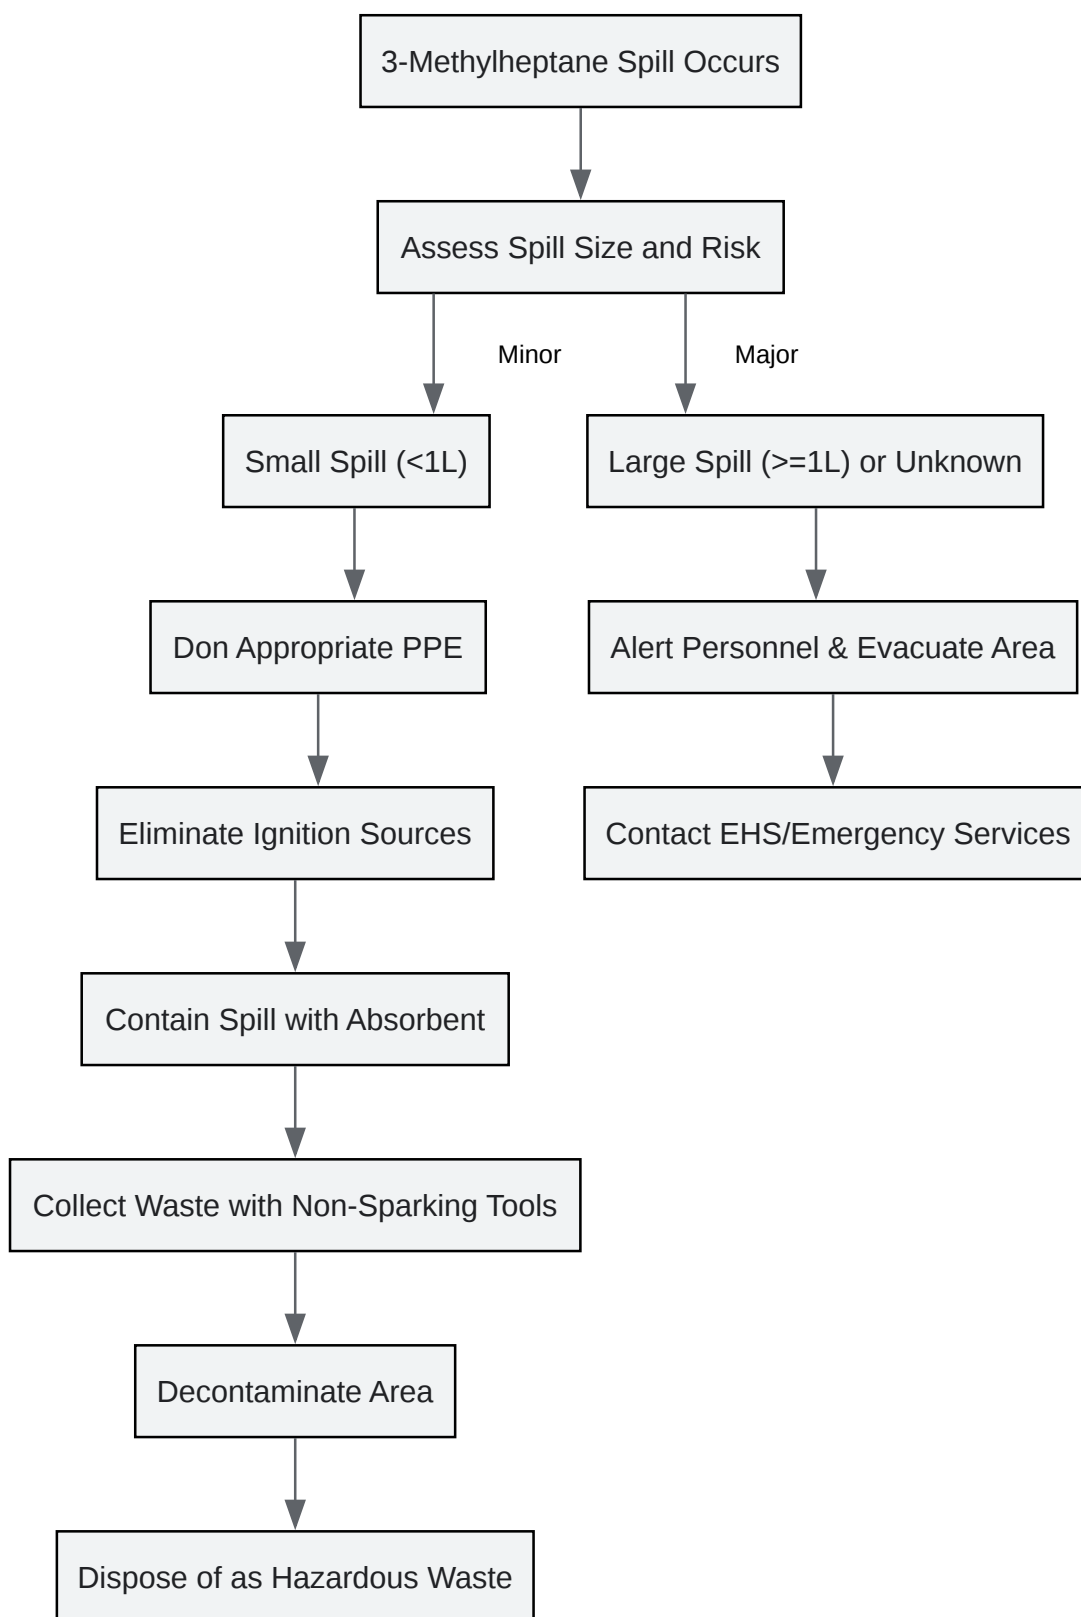 3-Methylheptane Spill Occurs
Assess Spill Size and Risk
Minor
Major
Small Spill (<1L)
Large Spill (>=1L) or Unknown
Don Appropriate PPE
Alert Personnel & Evacuate Area
Eliminate Ignition Sources
Contact EHS/Emergency Services
Contain Spill with Absorbent
Collect Waste with Non-Sparking Tools
Decontaminate Area
Dispose of as Hazardous Waste